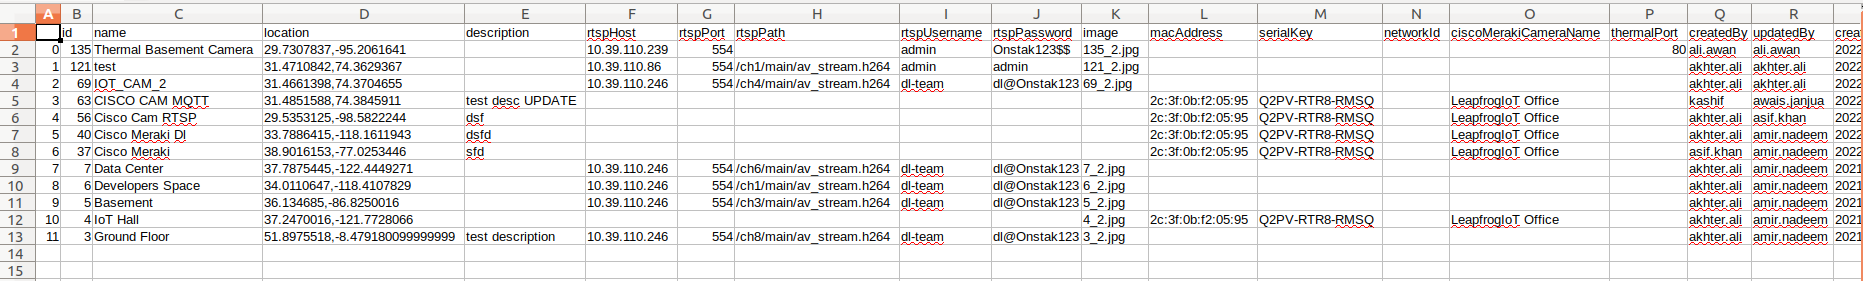 A B C D E F G H I J K L M N O P Q R
1 id name location description rtspHost rtspPort rtspPath rtspUsername rtspPassword image macAddress serialKey networkId ciscoMerakiCameraName thermalPort createdBy updatedBy crea
2 0 135 Thermal Basement Camera 29.7307837,-95.2061641 10.39.110.239 554 admin Onstak123$$ 135_2.jpg 80 ali.awan ali.awan 2022
3 1 121 test 31.4710842,74.3629367 10.39.110.86 554 /ch1/main/av_stream.h264 admin admin 121_2.jpg akhter.ali akhter.ali 2022
4 2 69 IOT_CAM_2 31.4661398,74.3704655 10.39.110.246 554 /ch4/main/av_stream.h264 dl-team dl@Onstak123 69_2.jpg akhter.ali akhter.ali 2022
5 3 63 CISCO CAM MQTT 31.4851588,74.3845911 test desc UPDATE 2c:3f:0b:f2:05:95 Q2PV-RTR8-RMSQ LeapfrogIoT Office kashif awais.janjua 2022
6 4 56 Cisco Cam RTSP 29.5353125,-98.5822244 dsf 2c:3f:0b:f2:05:95 Q2PV-RTR8-RMSQ LeapfrogIoT Office akhter.ali asif.khan 2022
7 5 40 Cisco Meraki Dl 33.7886415,-118.1611943 dsfd 2c:3f:0b:f2:05:95 Q2PV-RTR8-RMSQ LeapfrogIoT Office akhter.ali amir.nadeem 2022
8 6 37 Cisco Meraki 38.9016153,-77.0253446 sfd 2c:3f:0b:f2:05:95 Q2PV-RTR8-RMSQ LeapfrogIoT Office asif.khan amir.nadeem 2022
9 7 7 Data Center 37.7875445,-122.4449271 10.39.110.246 554 /ch6/main/av_stream.h264 dl-team dl@Onstak123 7_2.jpg akhter.ali amir.nadeem 2021
10 8 6 Developers Space 34.0110647,-118.4107829 10.39.110.246 554 /ch1/main/av_stream.h264 dl-team dl@Onstak123 6_2.jpg akhter.ali amir.nadeem 2021
11 9 5 Basement 36.134685,-86.8250016 10.39.110.246 554 /ch3/main/av_stream.h264 dl-team dl@Onstak123 5_2.jpg akhter.ali amir.nadeem 2021
12 10 4 IoT Hall 37.2470016,-121.7728066 4_2.jpg 2c:3f:0b:f2:05:95 Q2PV-RTR8-RMSQ LeapfrogIoT Office akhter.ali amir.nadeem 2021
13 11 3 Ground Floor 51.8975518,-8.479180099999999 test description 10.39.110.246 554 /ch8/main/av_stream.h264 dl-team dl@Onstak123 3_2.jpg akhter.ali amir.nadeem 2021
14
15